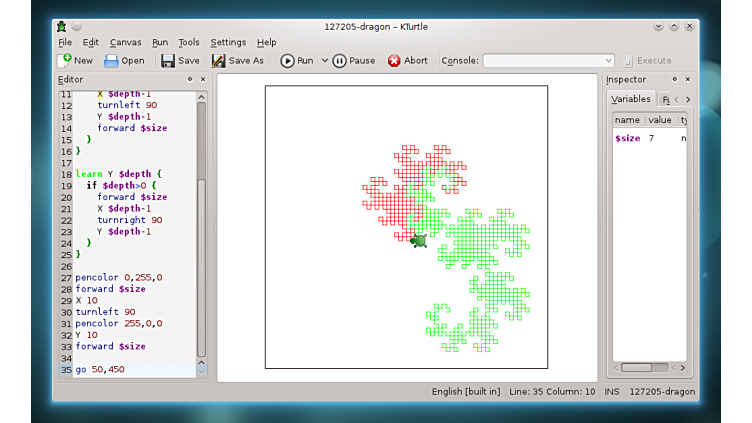 127205-dragon – KTurtle
File Edit Canvas Run Tools Settings Help
New Open Save Save As Run Pause Abort Console: Execute
Editor
Inspector
Variables
name value
$size 7 n
11 X $depth-1
12 turnleft 90
13 Y $depth-1
14 forward $size
15 }
16 }
17
18 learn Y $depth {
19 if $depth>0 {
20 forward $size
21 X $depth-1
22 turnright 90
23 Y $depth-1
24 }
25 }
26
27 pencolor 0,255,0
28 forward $size
29 X 10
30 turnleft 90
31 pencolor 255,0,0
32 Y 10
33 forward $size
34
35 go 50,450
English [built in] Line: 35 Column: 10 INS 127205-dragon